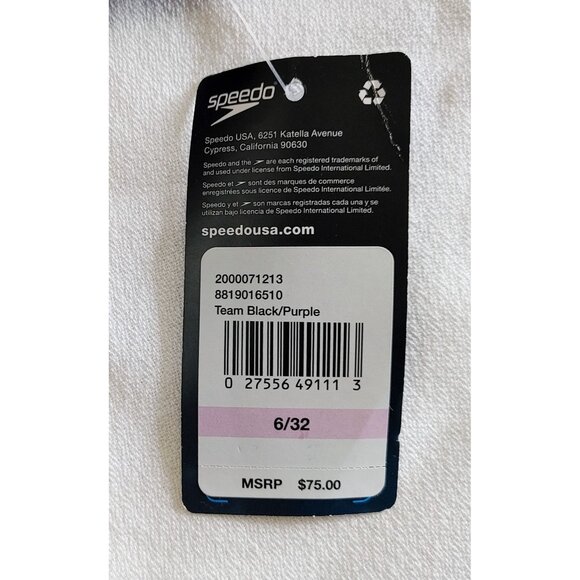 speedo
Speedo USA, 6251 Katella Avenue
Cypress, California 90630
Speedo and the are each registered trademarks of
and used under license from Speedo International Limited.
Speedo et sont des marques de commerce
enregistrées sous licence de Speedo International Limitée.
Speedo y el son marcas registradas cada una y se
utilizan bajo licencia de Speedo International Limited.
speedousa.com
2000071213
8819016510
Team Black/Purple
0 27556 49111 3
6/32
MSRP $75.00